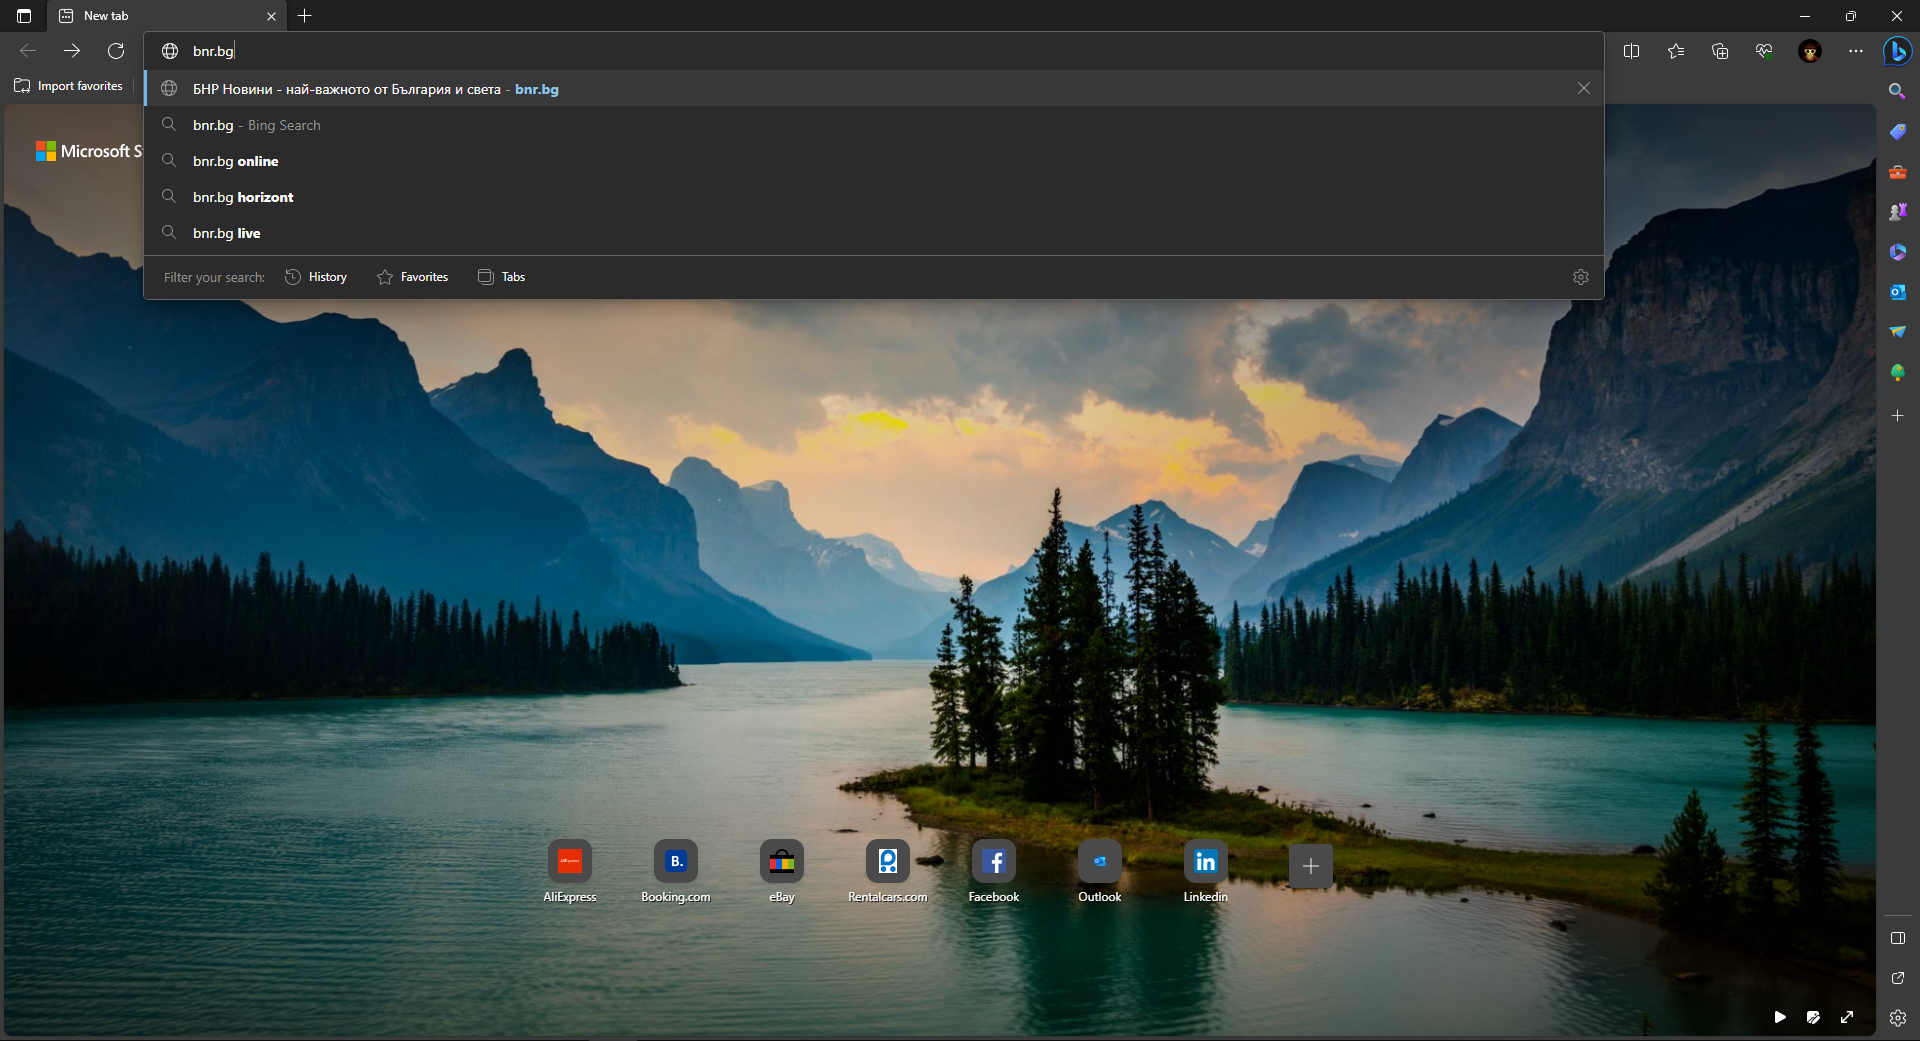 New tab
bnr.bg
Import favorites
БНР Новини - най-важното от България и света - bnr.bg
bnr.bg - Bing Search
Microsoft S
bnr.bg online
bnr.bg horizont
bnr.bg live
Filter your search: History Favorites Tabs
B.
AliExpress Booking.com eBay Rentalcars.com Facebook Outlook Linkedin